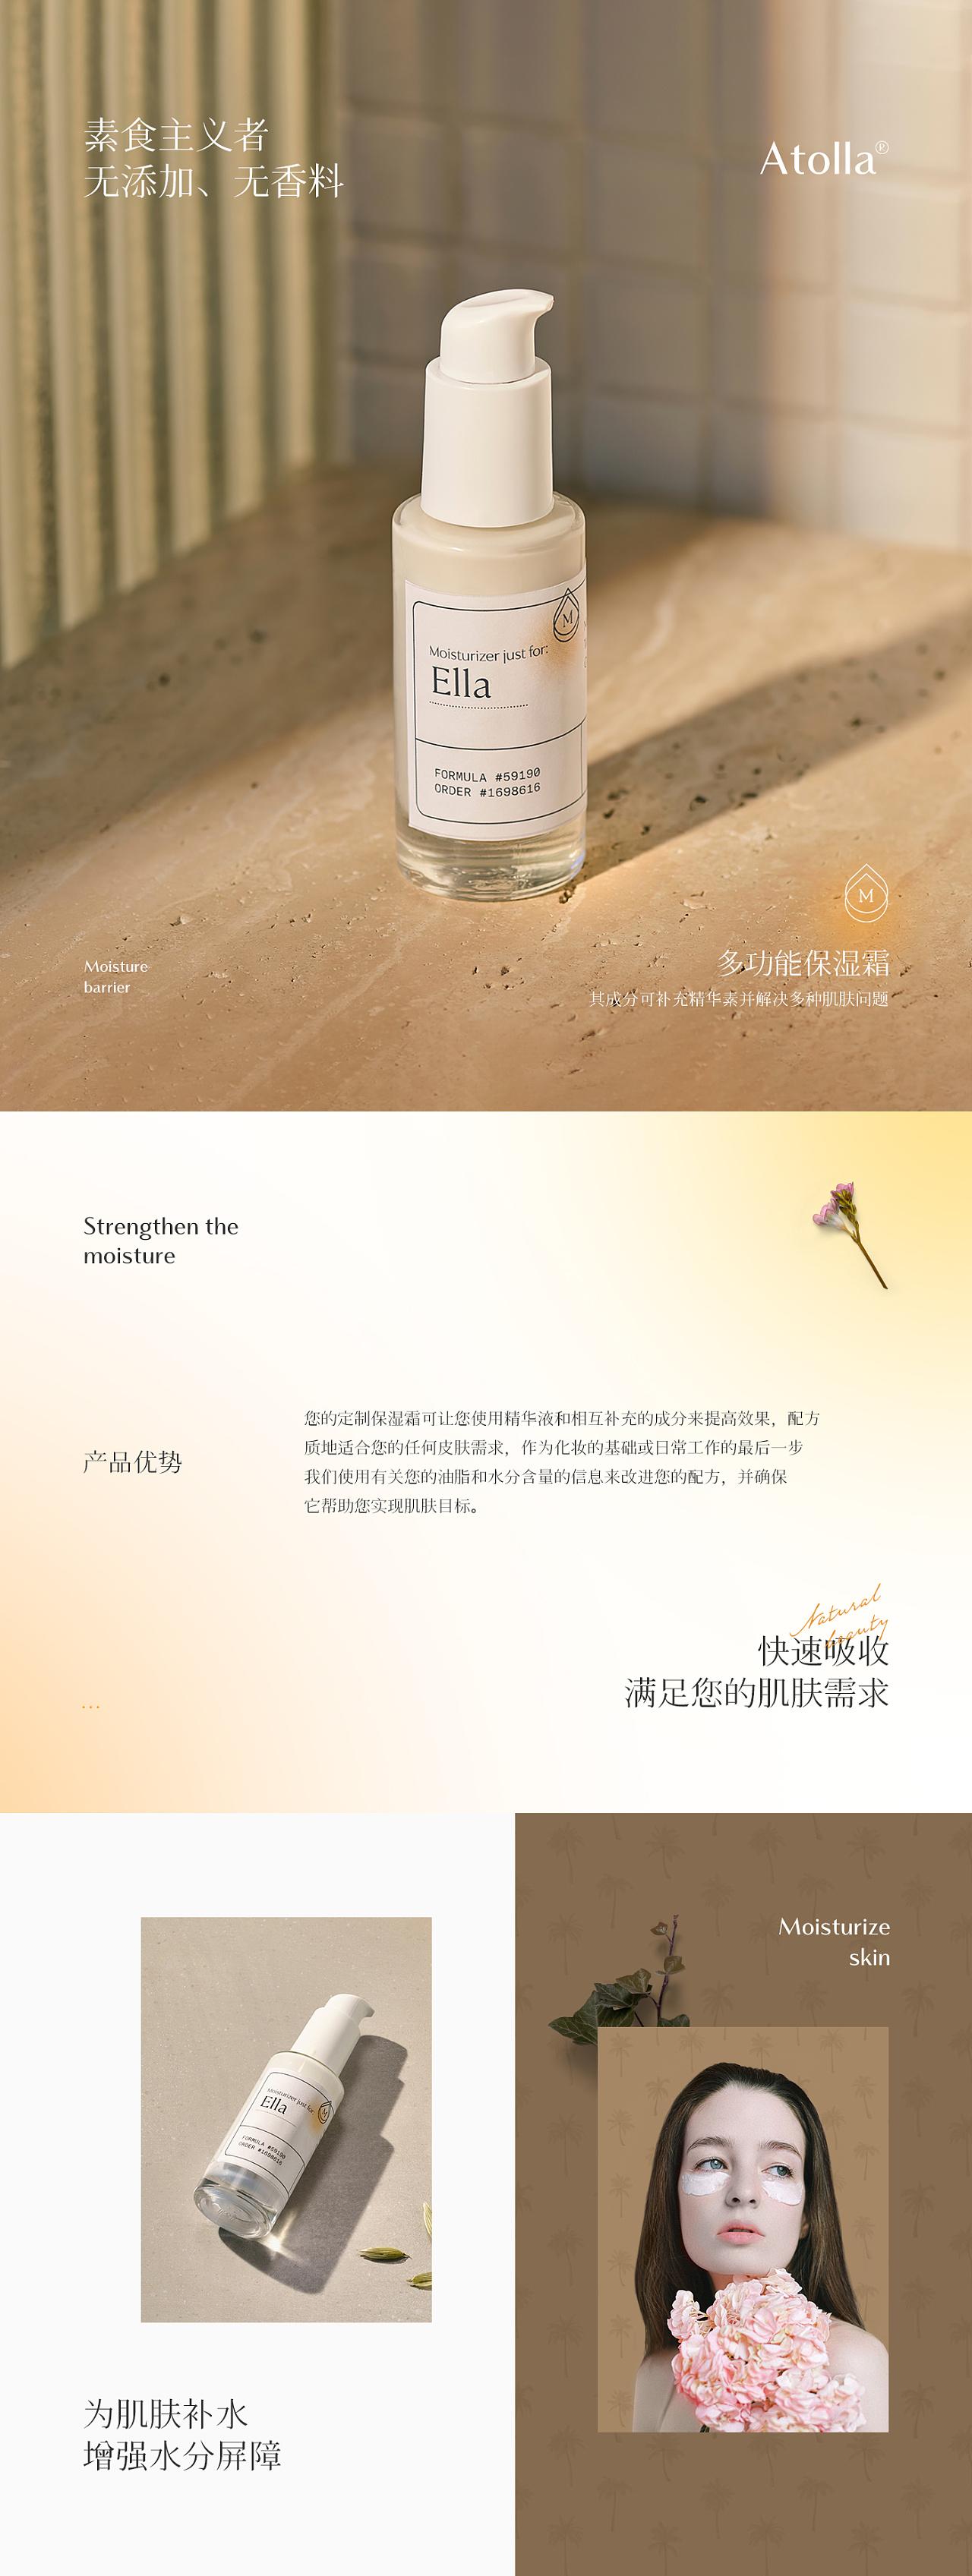 素食主义者
无添加、无香料
Atolla®
M
Moisturizer just for:
Ella
FORMULA #59190
ORDER #1698616
M
Moisture
barrier
多功能保湿霜
其成分可补充精华素并解决多种肌肤问题
Strengthen the
moisture
产品优势
您的定制保湿霜可让您使用精华液和相互补充的成分来提高效果，配方
质地适合您的任何皮肤需求，作为化妆的基础或日常工作的最后一步
我们使用有关您的油脂和水分含量的信息来改进您的配方，并确保
它帮助您实现肌肤目标。
Natural
beauty
快速吸收
满足您的肌肤需求
...
Moisturizer just for:
Ella
M
FORMULA #59190
ORDER #1698616
为肌肤补水
增强水分屏障
Moisturize
skin